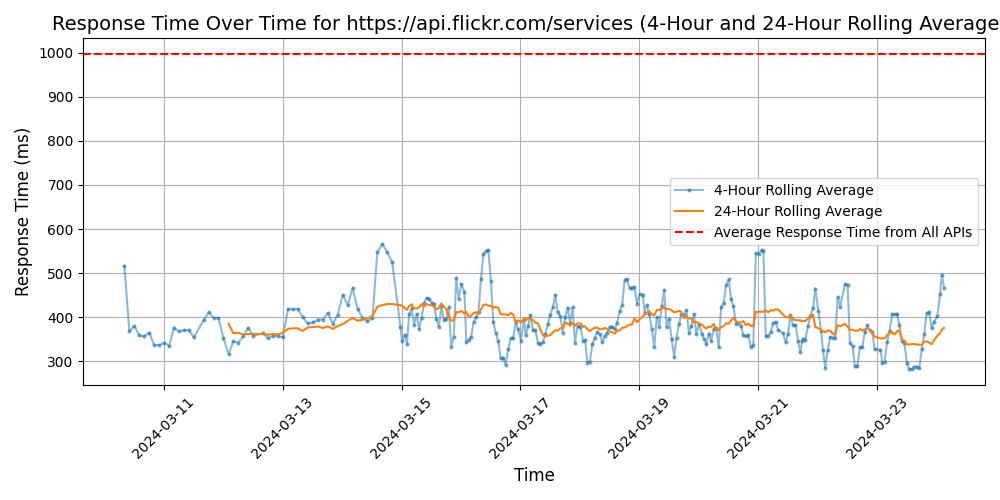 Response Time Over Time for https://api.flickr.com/services (4-Hour and 24-Hour Rolling Average
Response Time (ms)
1000
900
800
700
600
500
400
300
4-Hour Rolling Average
24-Hour Rolling Average
Average Response Time from All APIs
2024-03-11
2024-03-13
2024-03-15
2024-03-17
2024-03-19
2024-03-21
2024-03-23
Time